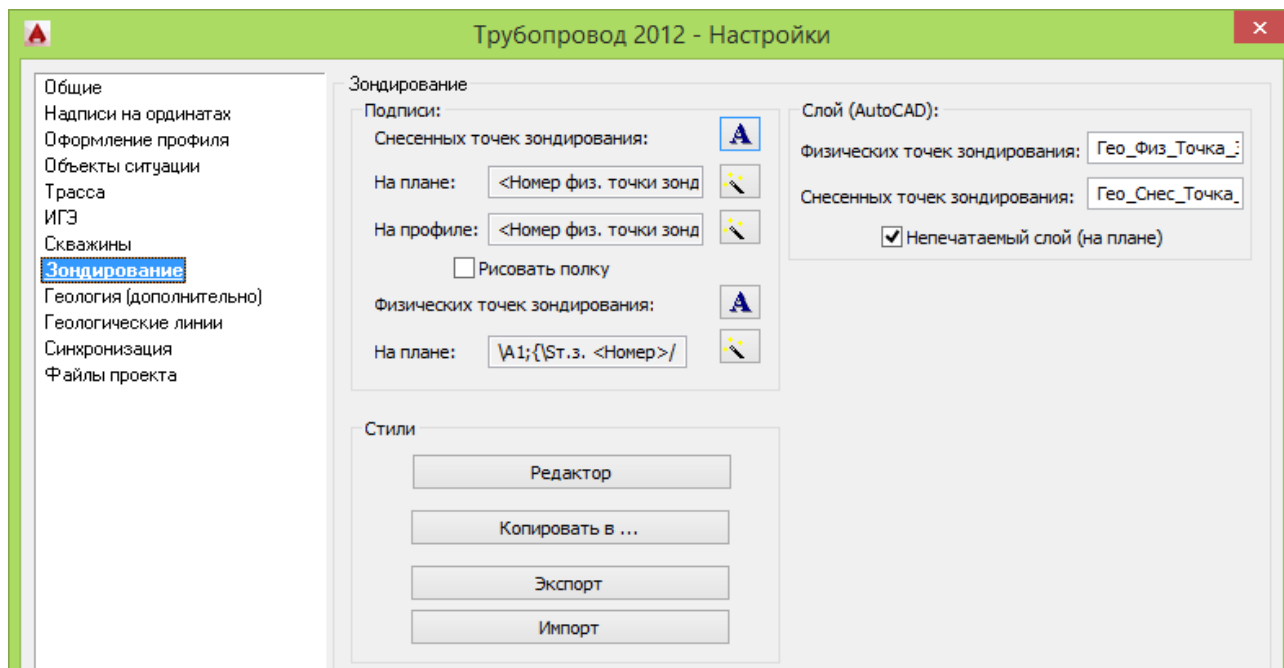 Трубопровод 2012 - Настройки
Общие
Надписи на ординатах
Оформление профиля
Объекты ситуации
Трасса
ИГЭ
Скважины
Зондирование
Геология (дополнительно)
Геологические линии
Синхронизация
Файлы проекта
Зондирование
Подписи:
Снесенных точек зондирования:
A
На плане:
<Номер физ. точки зонд
На профиле:
<Номер физ. точки зонд
Рисовать полку
Физических точек зондирования:
A
На плане:
\A1;{\Sт.з. <Номер>/
Стили
Редактор
Копировать в ...
Экспорт
Импорт
Слой (AutoCAD):
Физических точек зондирования:
Гео_Физ_Точка_
Снесенных точек зондирования:
Гео_Снес_Точка_
Непечатаемый слой (на плане)